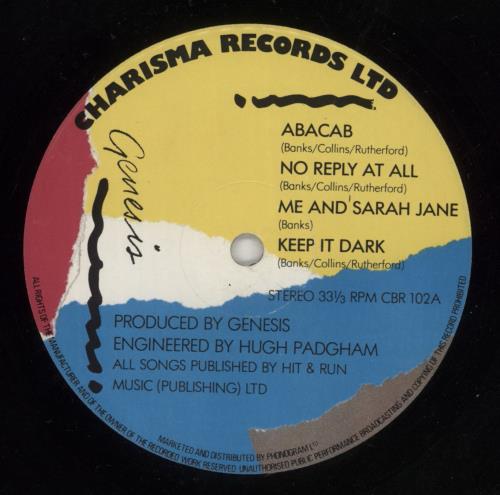 CHARISMA RECORDS LTD
Genesis
ABACAB
(Banks/Collins/Rutherford)
NO REPLY AT ALL
(Banks/Collins/Rutherford)
ME AND SARAH JANE
(Banks)
KEEP IT DARK
(Banks/Collins/Rutherford)
STEREO 33⅓ RPM CBR 102A
PRODUCED BY GENESIS
ENGINEERED BY HUGH PADGHAM
ALL SONGS PUBLISHED BY HIT & RUN
MUSIC (PUBLISHING) LTD
MARKETED AND DISTRIBUTED BY PHONOGRAM LTD
ALL RIGHTS OF THE MANUFACTURER AND OF THE OWNER OF THE RECORDED WORK RESERVED. UNAUTHORISED PUBLIC PERFORMANCE BROADCASTING AND COPYING OF THIS RECORD PROHIBITED